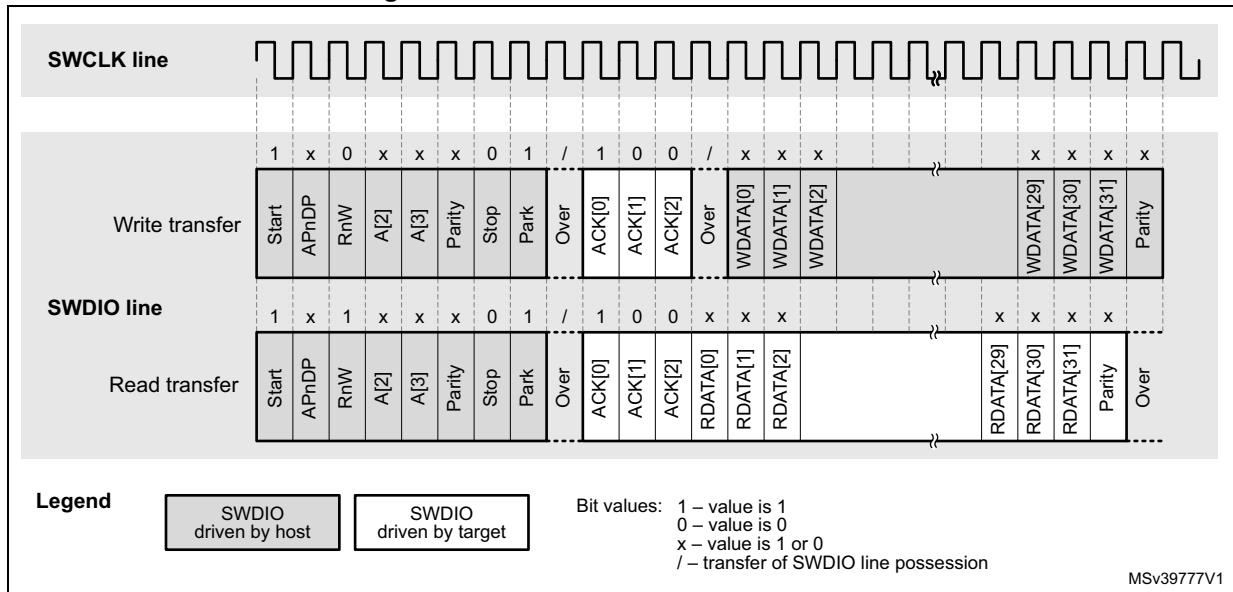 SWCLK line
1 x 0 x x x 0 1 / 1 0 0 / x x x x x x x
Write transfer
Start APnDP RnW A[2] A[3] Parity Stop Park Over ACK[0] ACK[1] ACK[2] Over WDATA[0] WDATA[1] WDATA[2] WDATA[29] WDATA[30] WDATA[31] Parity
SWDIO line
1 x 1 x x x 0 1 / 1 0 0 x x x x x x x
Read transfer
Start APnDP RnW A[2] A[3] Parity Stop Park Over ACK[0] ACK[1] ACK[2] RDATA[0] RDATA[1] RDATA[2] RDATA[29] RDATA[30] RDATA[31] Parity Over
Legend
SWDIO
driven by host
SWDIO
driven by target
Bit values: 1 – value is 1
0 – value is 0
x – value is 1 or 0
/ – transfer of SWDIO line possession
MSv39777V1